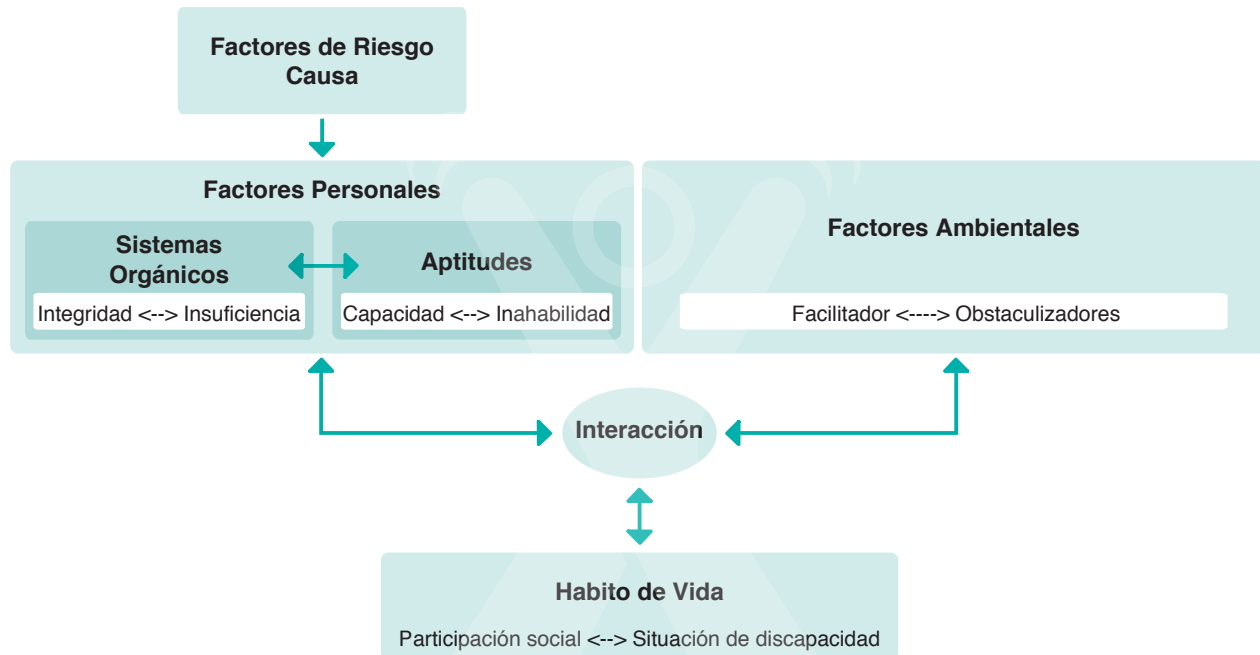 Factores de Riesgo
Causa
Factores Personales
Sistemas
Orgánicos
Integridad <--> Insuficiencia
Aptitudes
Capacidad <--> Inahabilidad
Factores Ambientales
Facilitador <----> Obstaculizadores
Interacción
Habito de Vida
Participación social <--> Situación de discapacidad